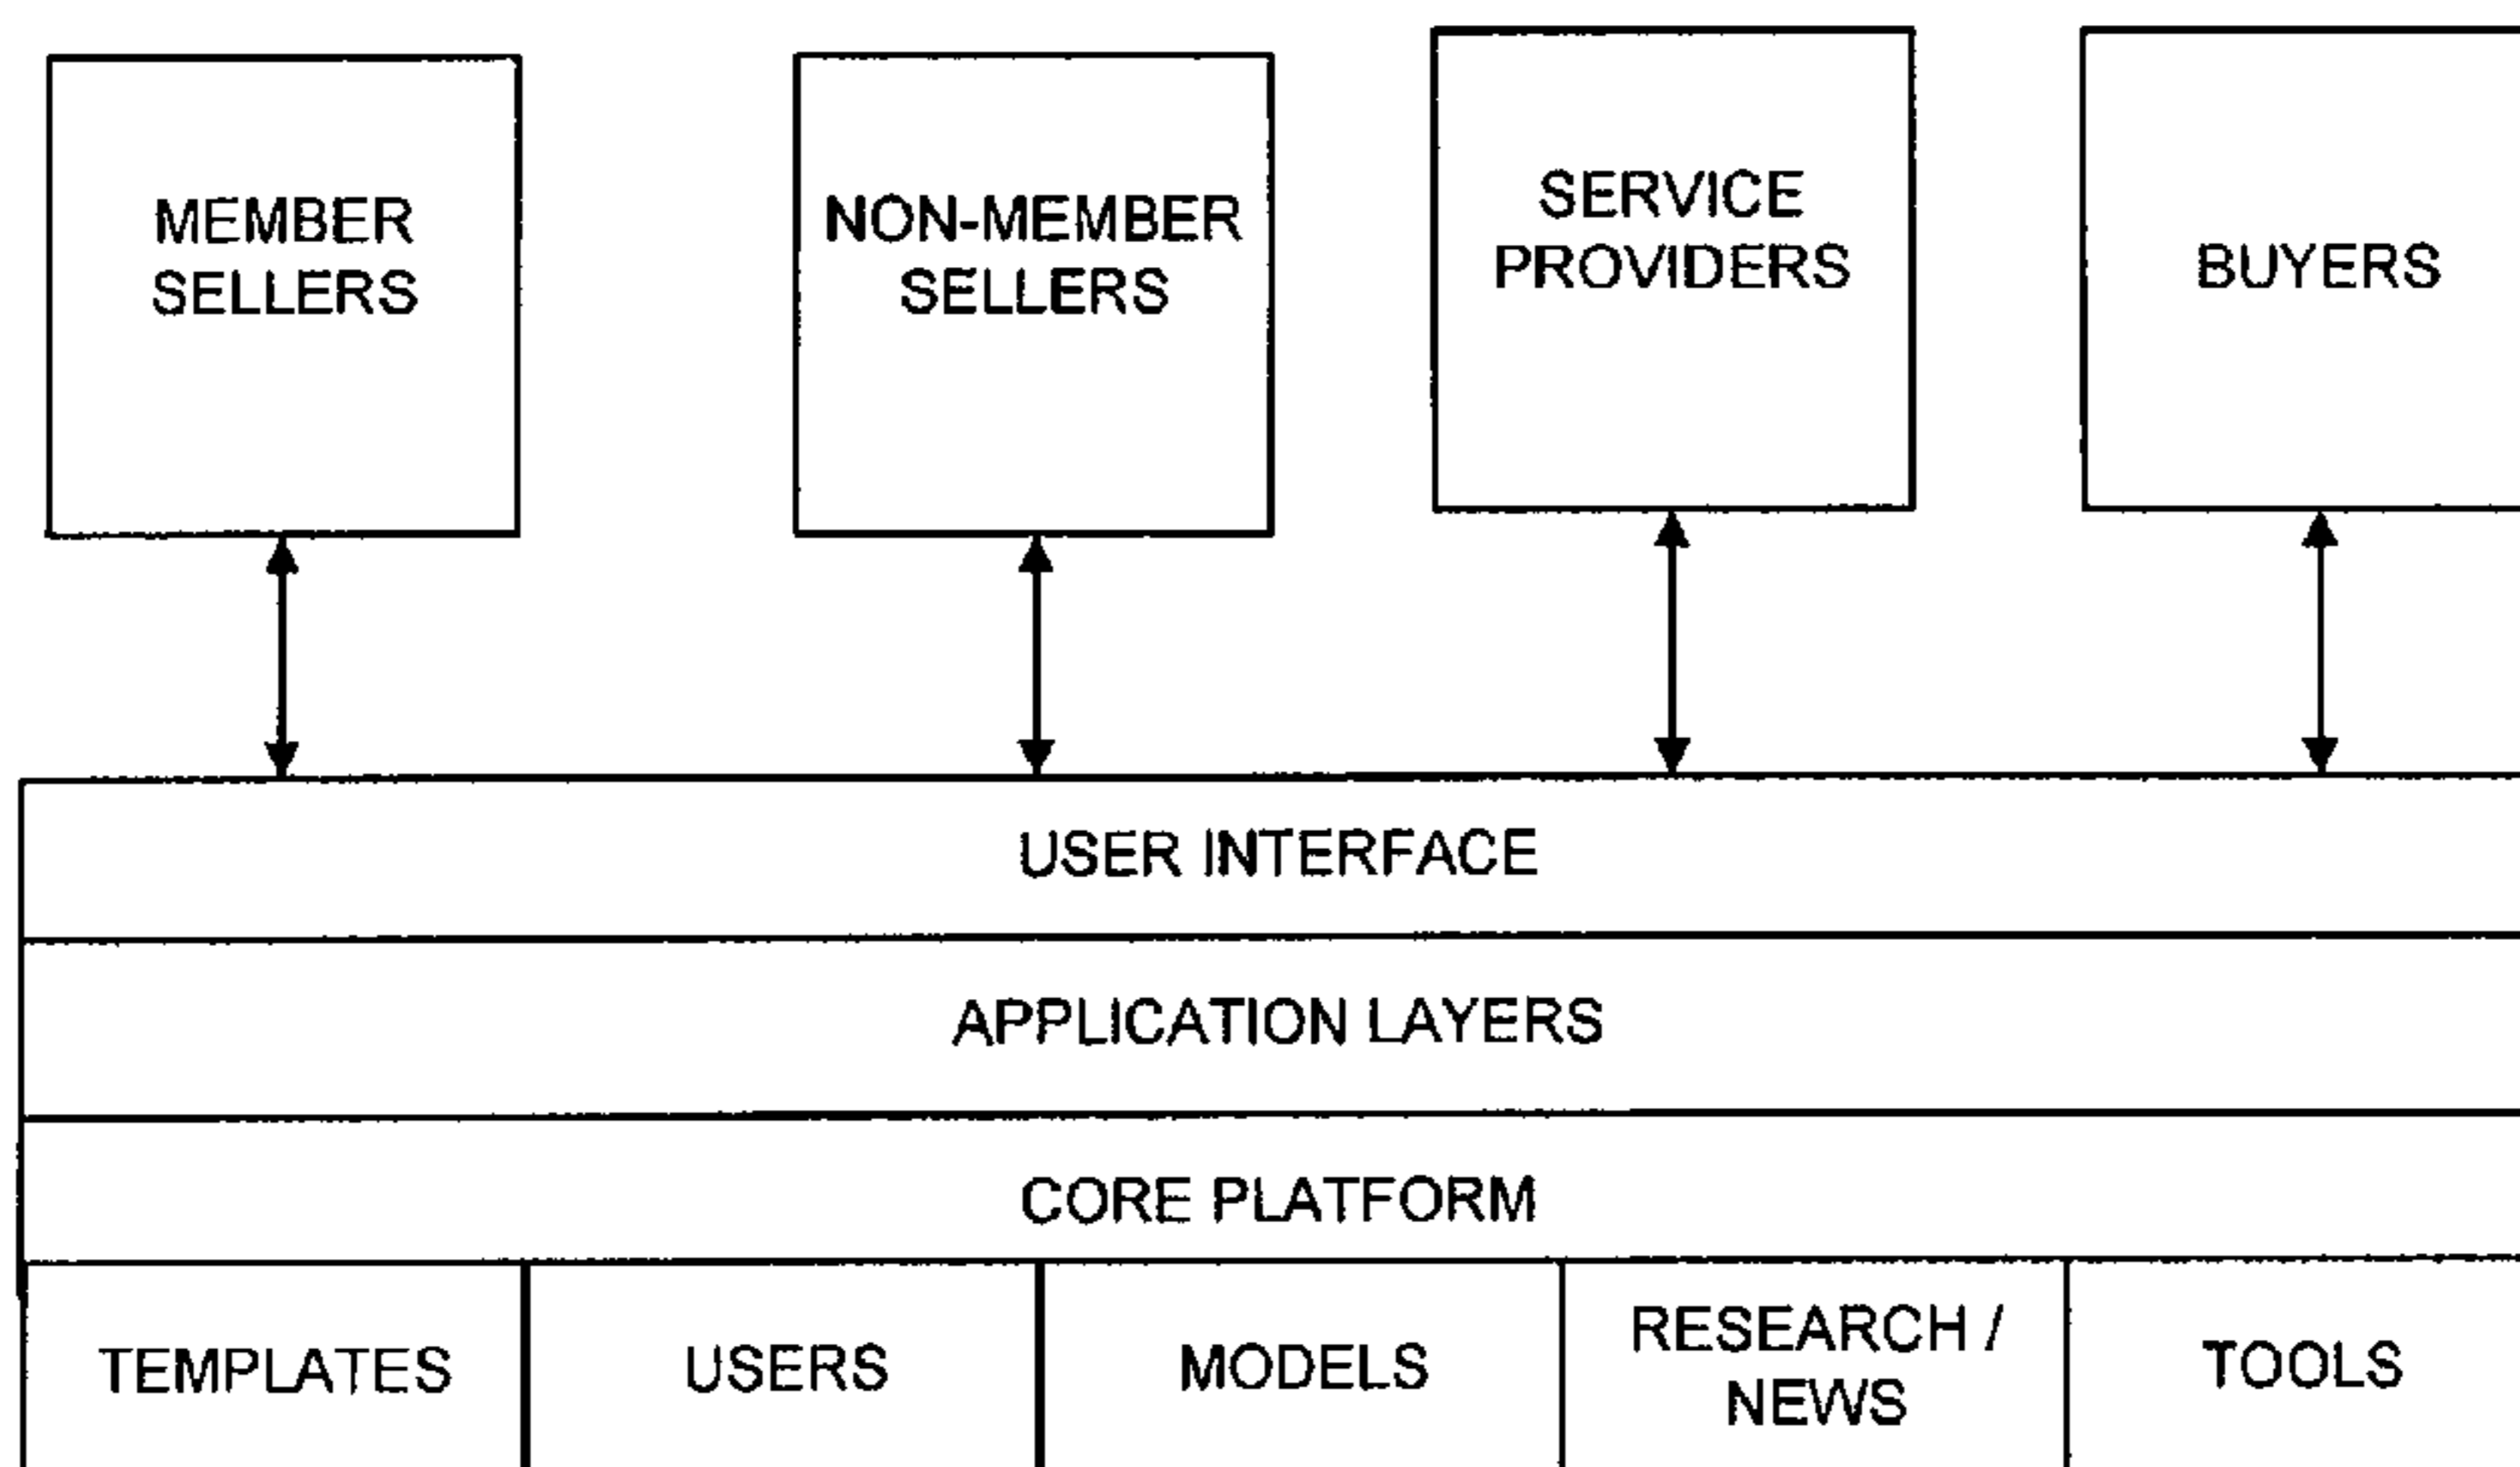 MEMBER
SELLERS
NON-MEMBER
SELLERS
SERVICE
PROVIDERS
BUYERS
USER INTERFACE
APPLICATION LAYERS
CORE PLATFORM
TEMPLATES
USERS
MODELS
RESEARCH /
NEWS
TOOLS